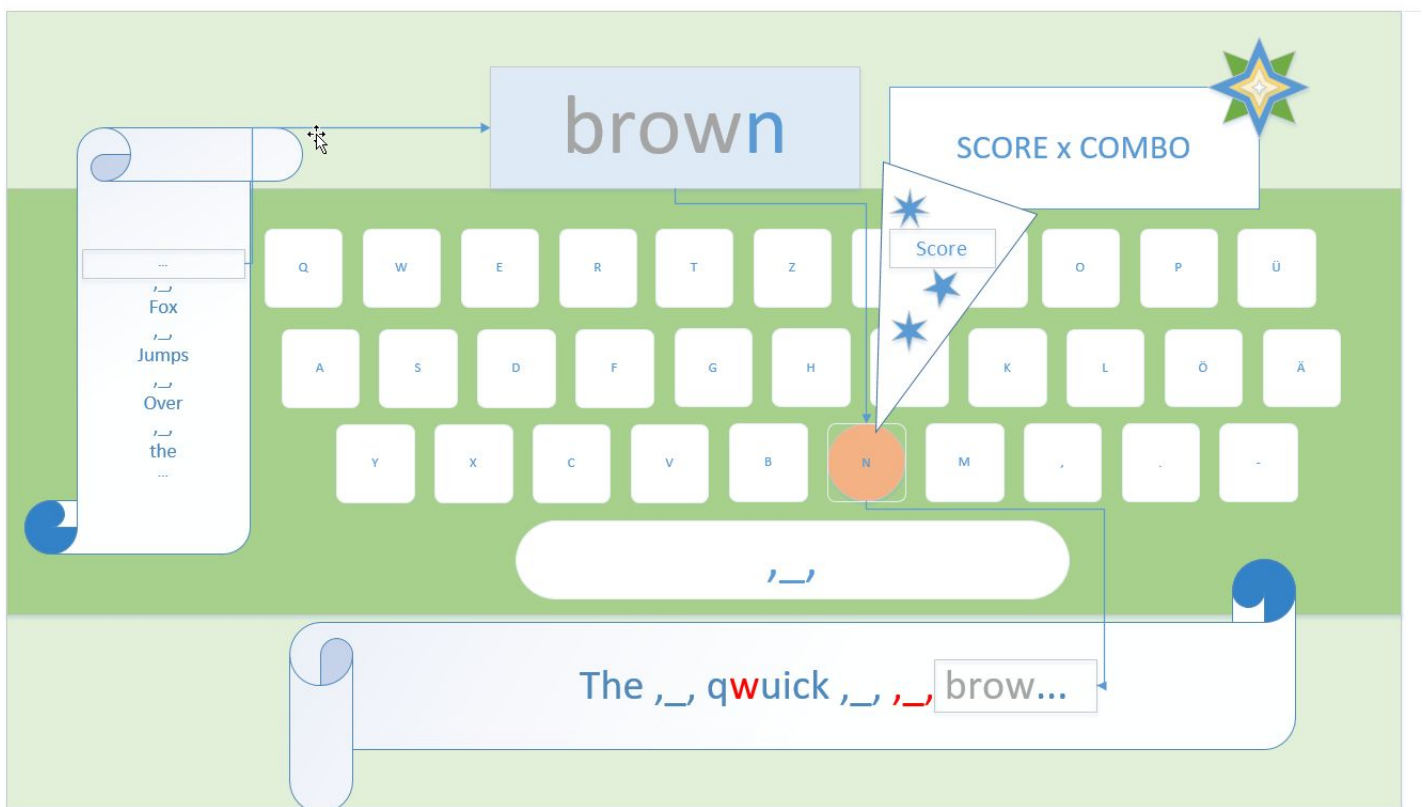 brown
SCORE x COMBO
Score
...
,_,
Fox
,_,
Jumps
,_,
Over
,_,
the
...
Q W E R T Z O P Ü
A S D F G H K L Ö Ä
Y X C V B N M , . -
,_,
The ,_, qwuick ,_, ,_, brow...